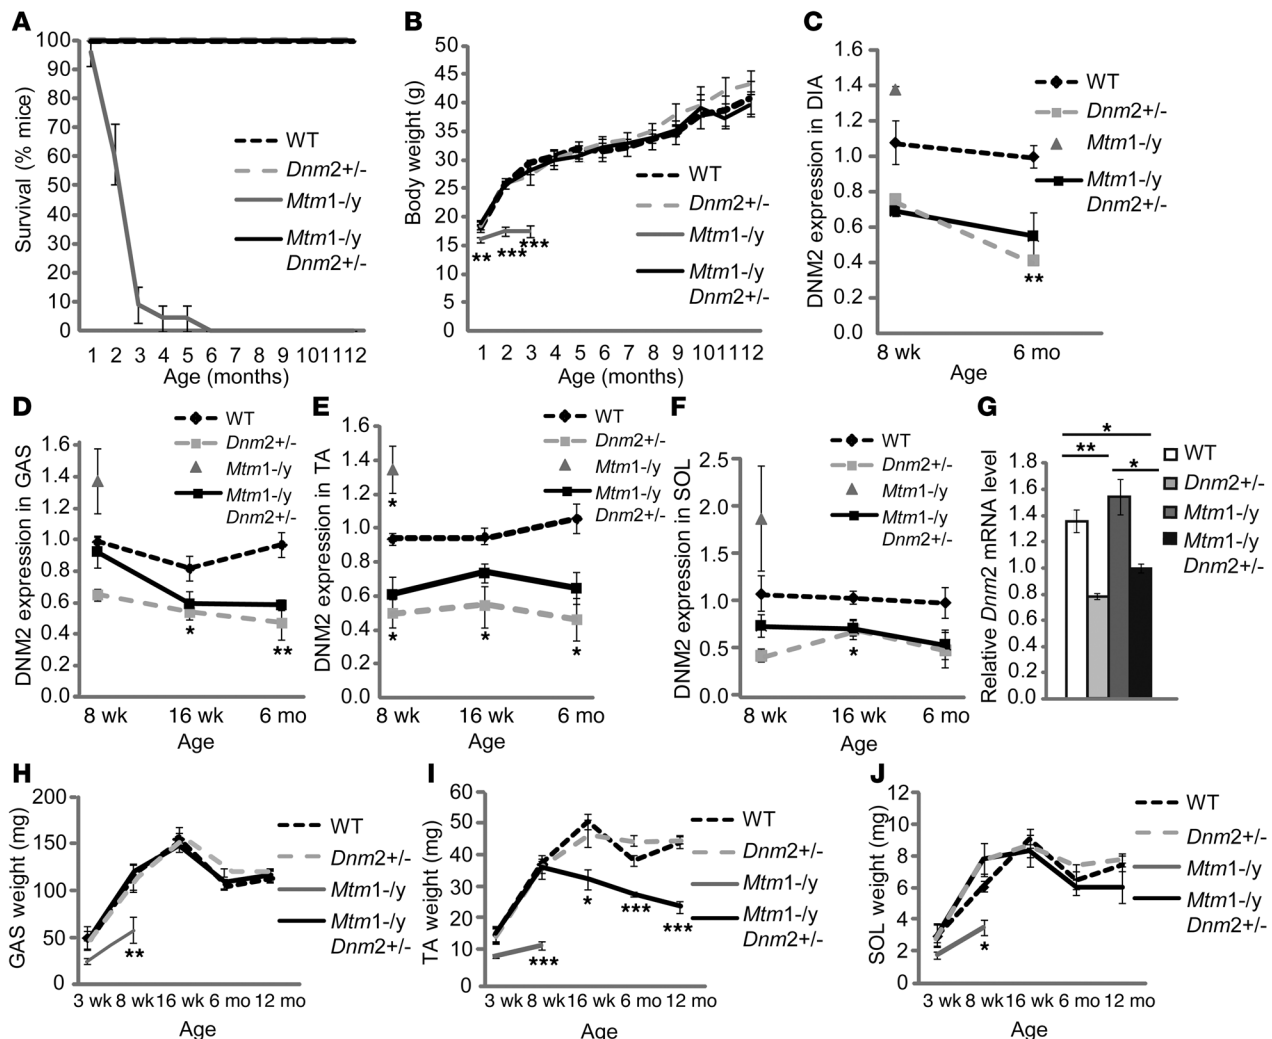 A
Survival (% mice)
100
90
80
70
60
50
40
30
20
10
0
1 2 3 4 5 6 7 8 9 10 11 12
Age (months)
WT
Dnm2+/-
Mtm1-/y
Mtm1-/y
Dnm2+/-
B
Body weight (g)
50
45
40
35
30
25
20
15
10
5
0
** *** ***
1 2 3 4 5 6 7 8 9 10 11 12
Age (months)
WT
Dnm2+/-
Mtm1-/y
Mtm1-/y
Dnm2+/-
C
DNM2 expression in DIA
1.6
1.4
1.2
1.0
0.8
0.6
0.4
0.2
0.0
**
8 wk 6 mo
Age
WT
Dnm2+/-
Mtm1-/y
Mtm1-/y
Dnm2+/-
D
DNM2 expression in GAS
1.6
1.4
1.2
1.0
0.8
0.6
0.4
0.2
0.0
* **
8 wk 16 wk 6 mo
Age
WT
Dnm2+/-
Mtm1-/y
Mtm1-/y
Dnm2+/-
E
DNM2 expression in TA
1.6
1.4
1.2
1.0
0.8
0.6
0.4
0.2
0.0
*
* * *
8 wk 16 wk 6 mo
Age
WT
Dnm2+/-
Mtm1-/y
Mtm1-/y
Dnm2+/-
F
DNM2 expression in SOL
2.5
2.0
1.5
1.0
0.5
0.0
*
8 wk 16 wk 6 mo
Age
WT
Dnm2+/-
Mtm1-/y
Mtm1-/y
Dnm2+/-
G
Relative Dnm2 mRNA level
1.8
1.6
1.4
1.2
1.0
0.8
0.6
0.4
0.2
0.0
*
**
*
WT
Dnm2+/-
Mtm1-/y
Mtm1-/y
Dnm2+/-
H
GAS weight (mg)
200
150
100
50
0
**
3 wk 8 wk 16 wk 6 mo 12 mo
Age
WT
Dnm2+/-
Mtm1-/y
Mtm1-/y
Dnm2+/-
I
TA weight (mg)
60
50
40
30
20
10
0
* *** ***
***
3 wk 8 wk 16 wk 6 mo 12 mo
Age
WT
Dnm2+/-
Mtm1-/y
Mtm1-/y
Dnm2+/-
J
SOL weight (mg)
12
10
8
6
4
2
0
*
3 wk 8 wk 16 wk 6 mo 12 mo
Age
WT
Dnm2+/-
Mtm1-/y
Mtm1-/y
Dnm2+/-